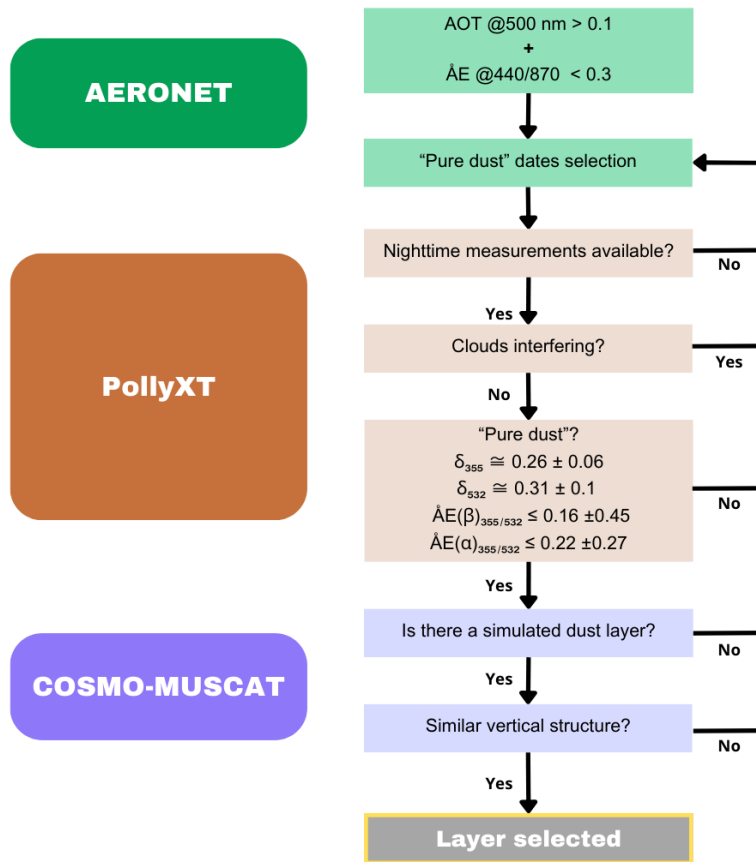 AERONET
AOT @500 nm > 0.1
+
ÅE @440/870 < 0.3
“Pure dust” dates selection
PollyXT
Nighttime measurements available?
No
Yes
Clouds interfering?
Yes
No
“Pure dust”?
δ₃₅₅ ≅ 0.26 ± 0.06
δ₅₃₂ ≅ 0.31 ± 0.1
ÅE(β)₃₅₅/₅₃₂ ≤ 0.16 ±0.45
ÅE(α)₃₅₅/₅₃₂ ≤ 0.22 ±0.27
No
Yes
COSMO-MUSCAT
Is there a simulated dust layer?
No
Yes
Similar vertical structure?
No
Yes
Layer selected